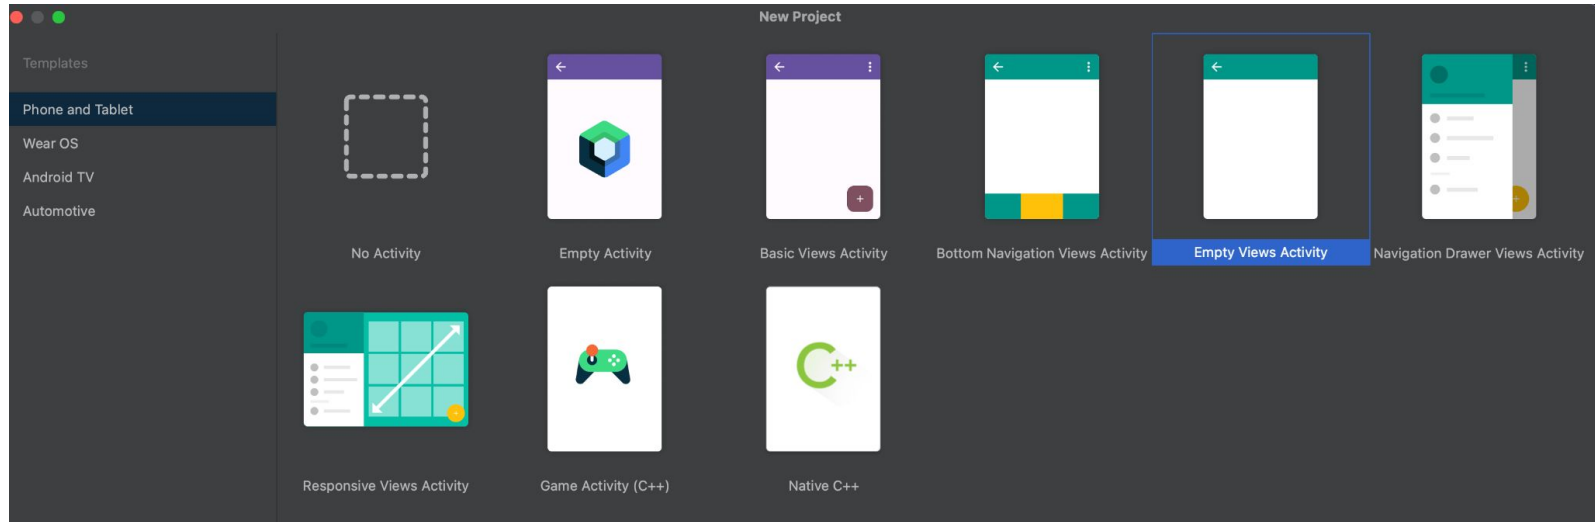 New Project
Templates
Phone and Tablet
Wear OS
Android TV
Automotive
No Activity
Empty Activity
Basic Views Activity
Bottom Navigation Views Activity
Empty Views Activity
Navigation Drawer Views Activity
C++
Responsive Views Activity
Game Activity (C++)
Native C++